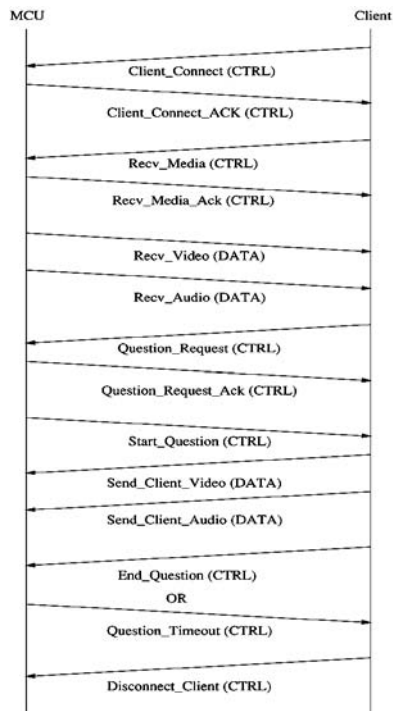 MCU Client
Client_Connect (CTRL)
Client_Connect_ACK (CTRL)
Recv_Media (CTRL)
Recv_Media_Ack (CTRL)
Recv_Video (DATA)
Recv_Audio (DATA)
Question_Request (CTRL)
Question_Request_Ack (CTRL)
Start_Question (CTRL)
Send_Client_Video (DATA)
Send_Client_Audio (DATA)
End_Question (CTRL)
OR
Question_Timeout (CTRL)
Disconnect_Client (CTRL)